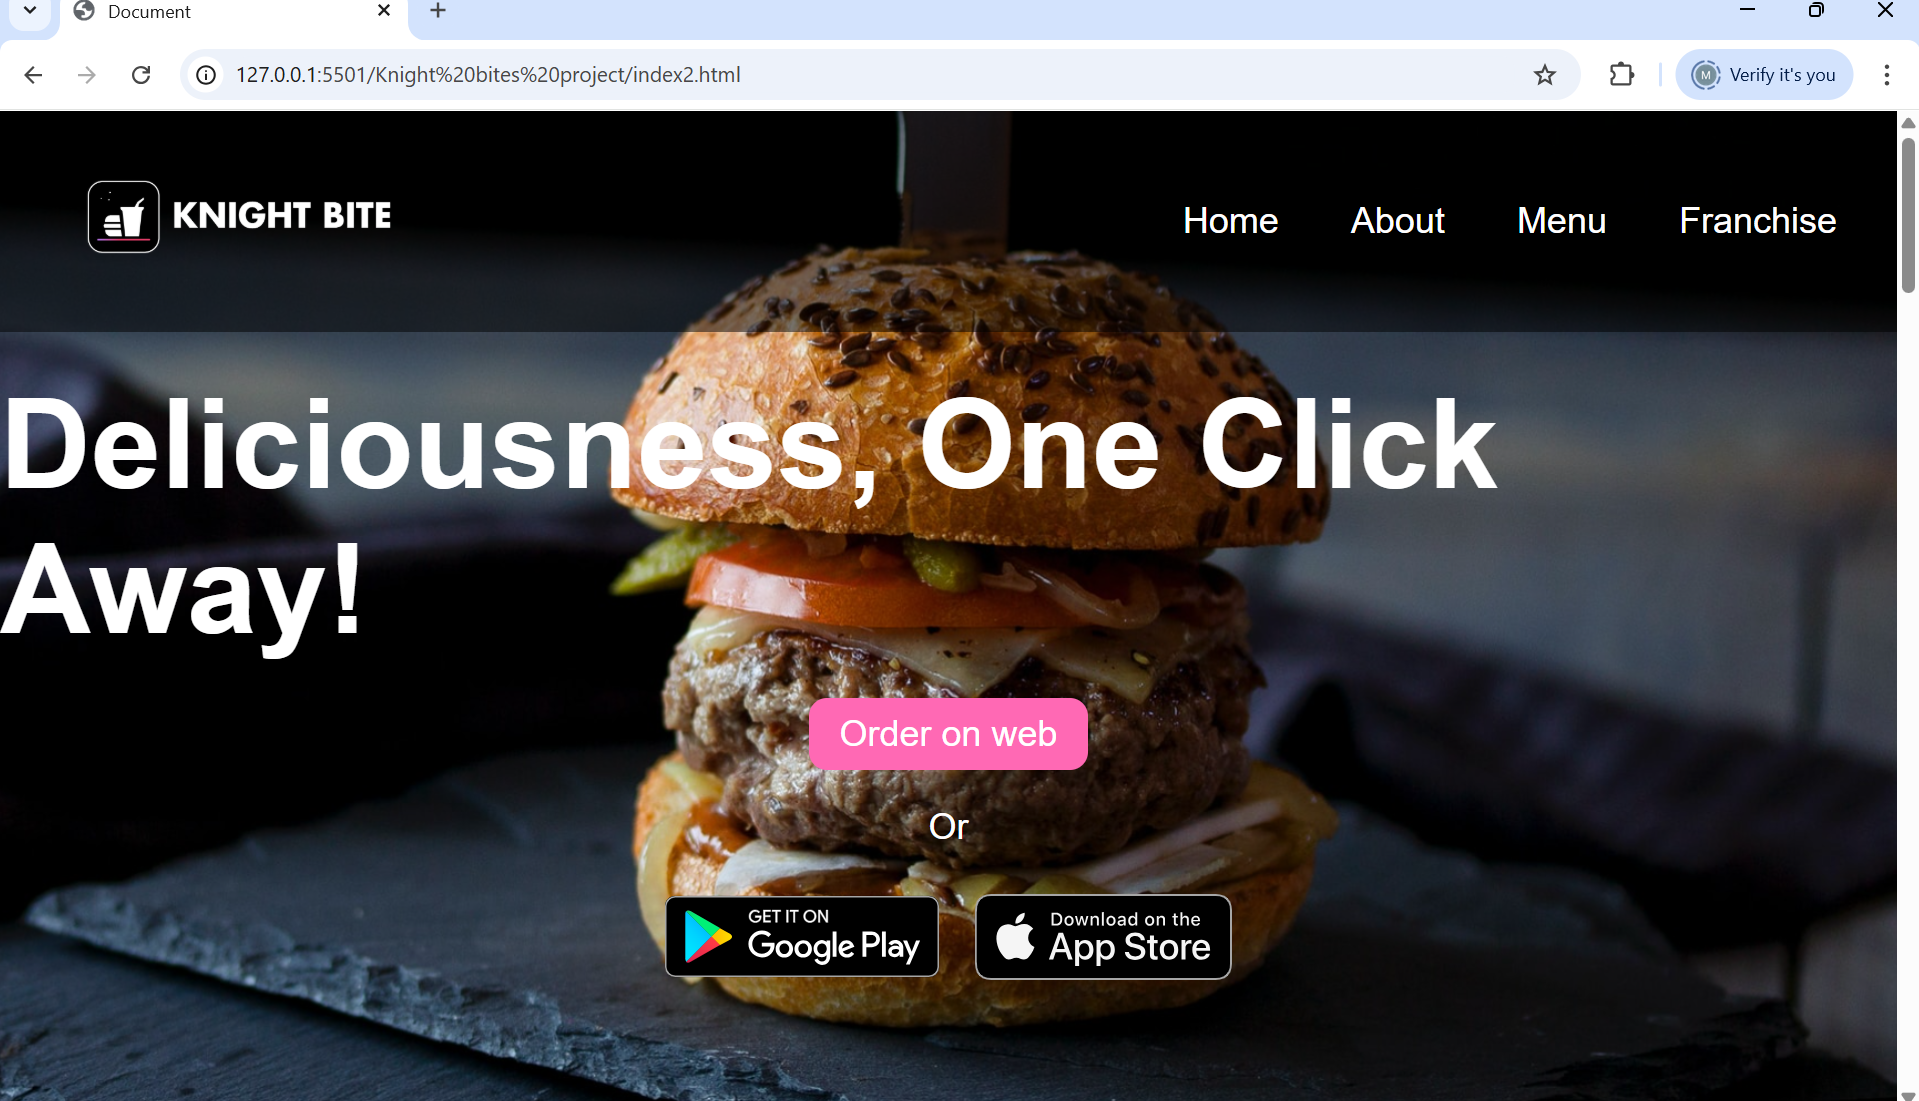 Document
127.0.0.1:5501/Knight%20bites%20project/index2.html
M
Verify it's you
KNIGHT BITE
Home
About
Menu
Franchise
Deliciousness, One Click
Away!
Order on web
Or
GET IT ON
Google Play
Download on the
App Store